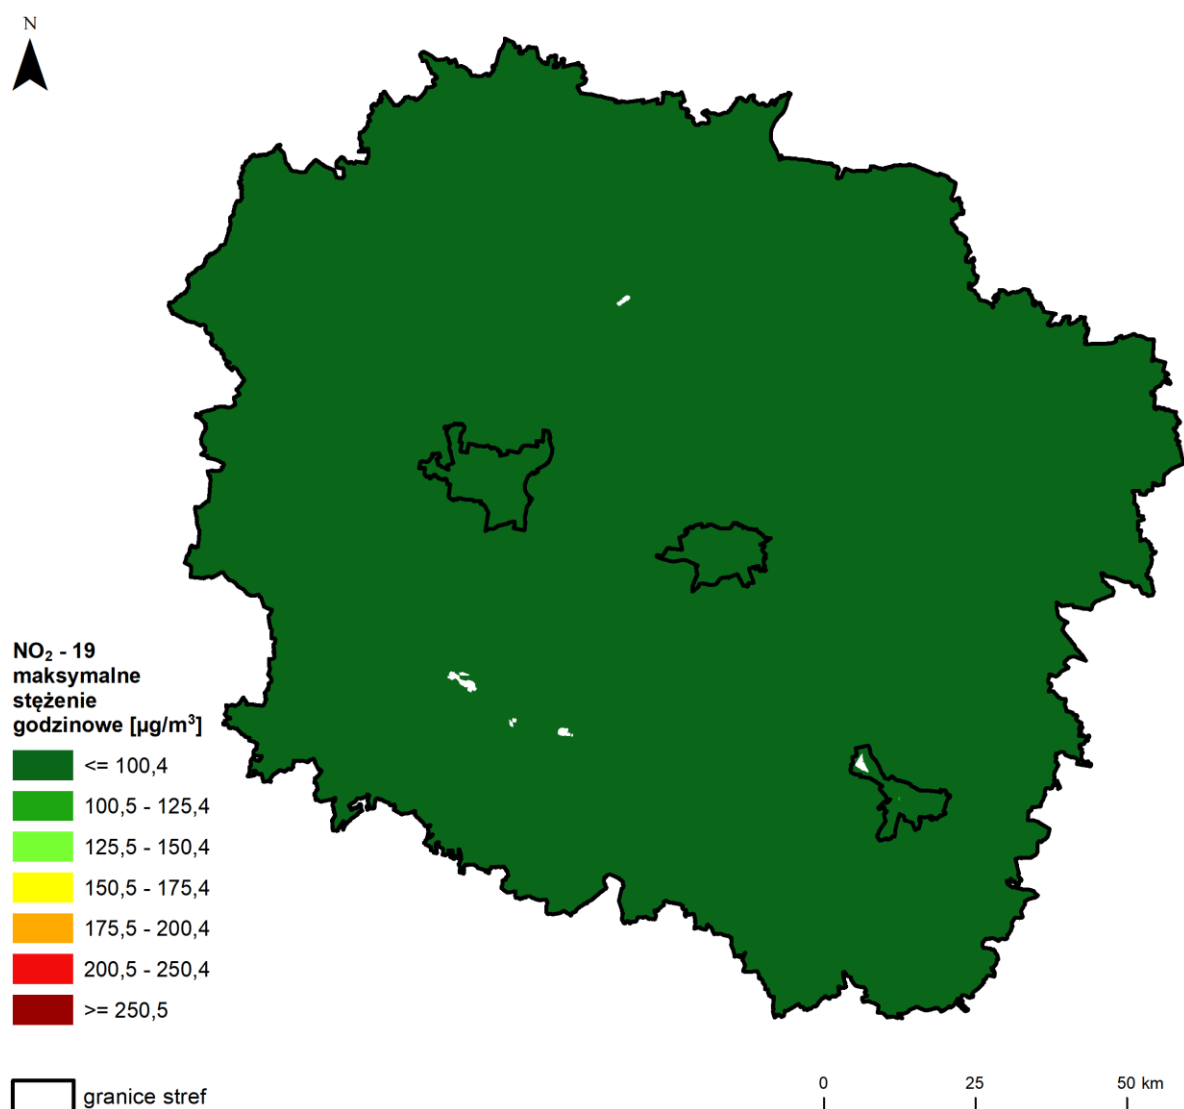 N
NO₂ - 19
maksymalne
stężenie
godzinowe [µg/m³]
<= 100,4
100,5 - 125,4
125,5 - 150,4
150,5 - 175,4
175,5 - 200,4
200,5 - 250,4
>= 250,5
granice stref
0 25 50 km